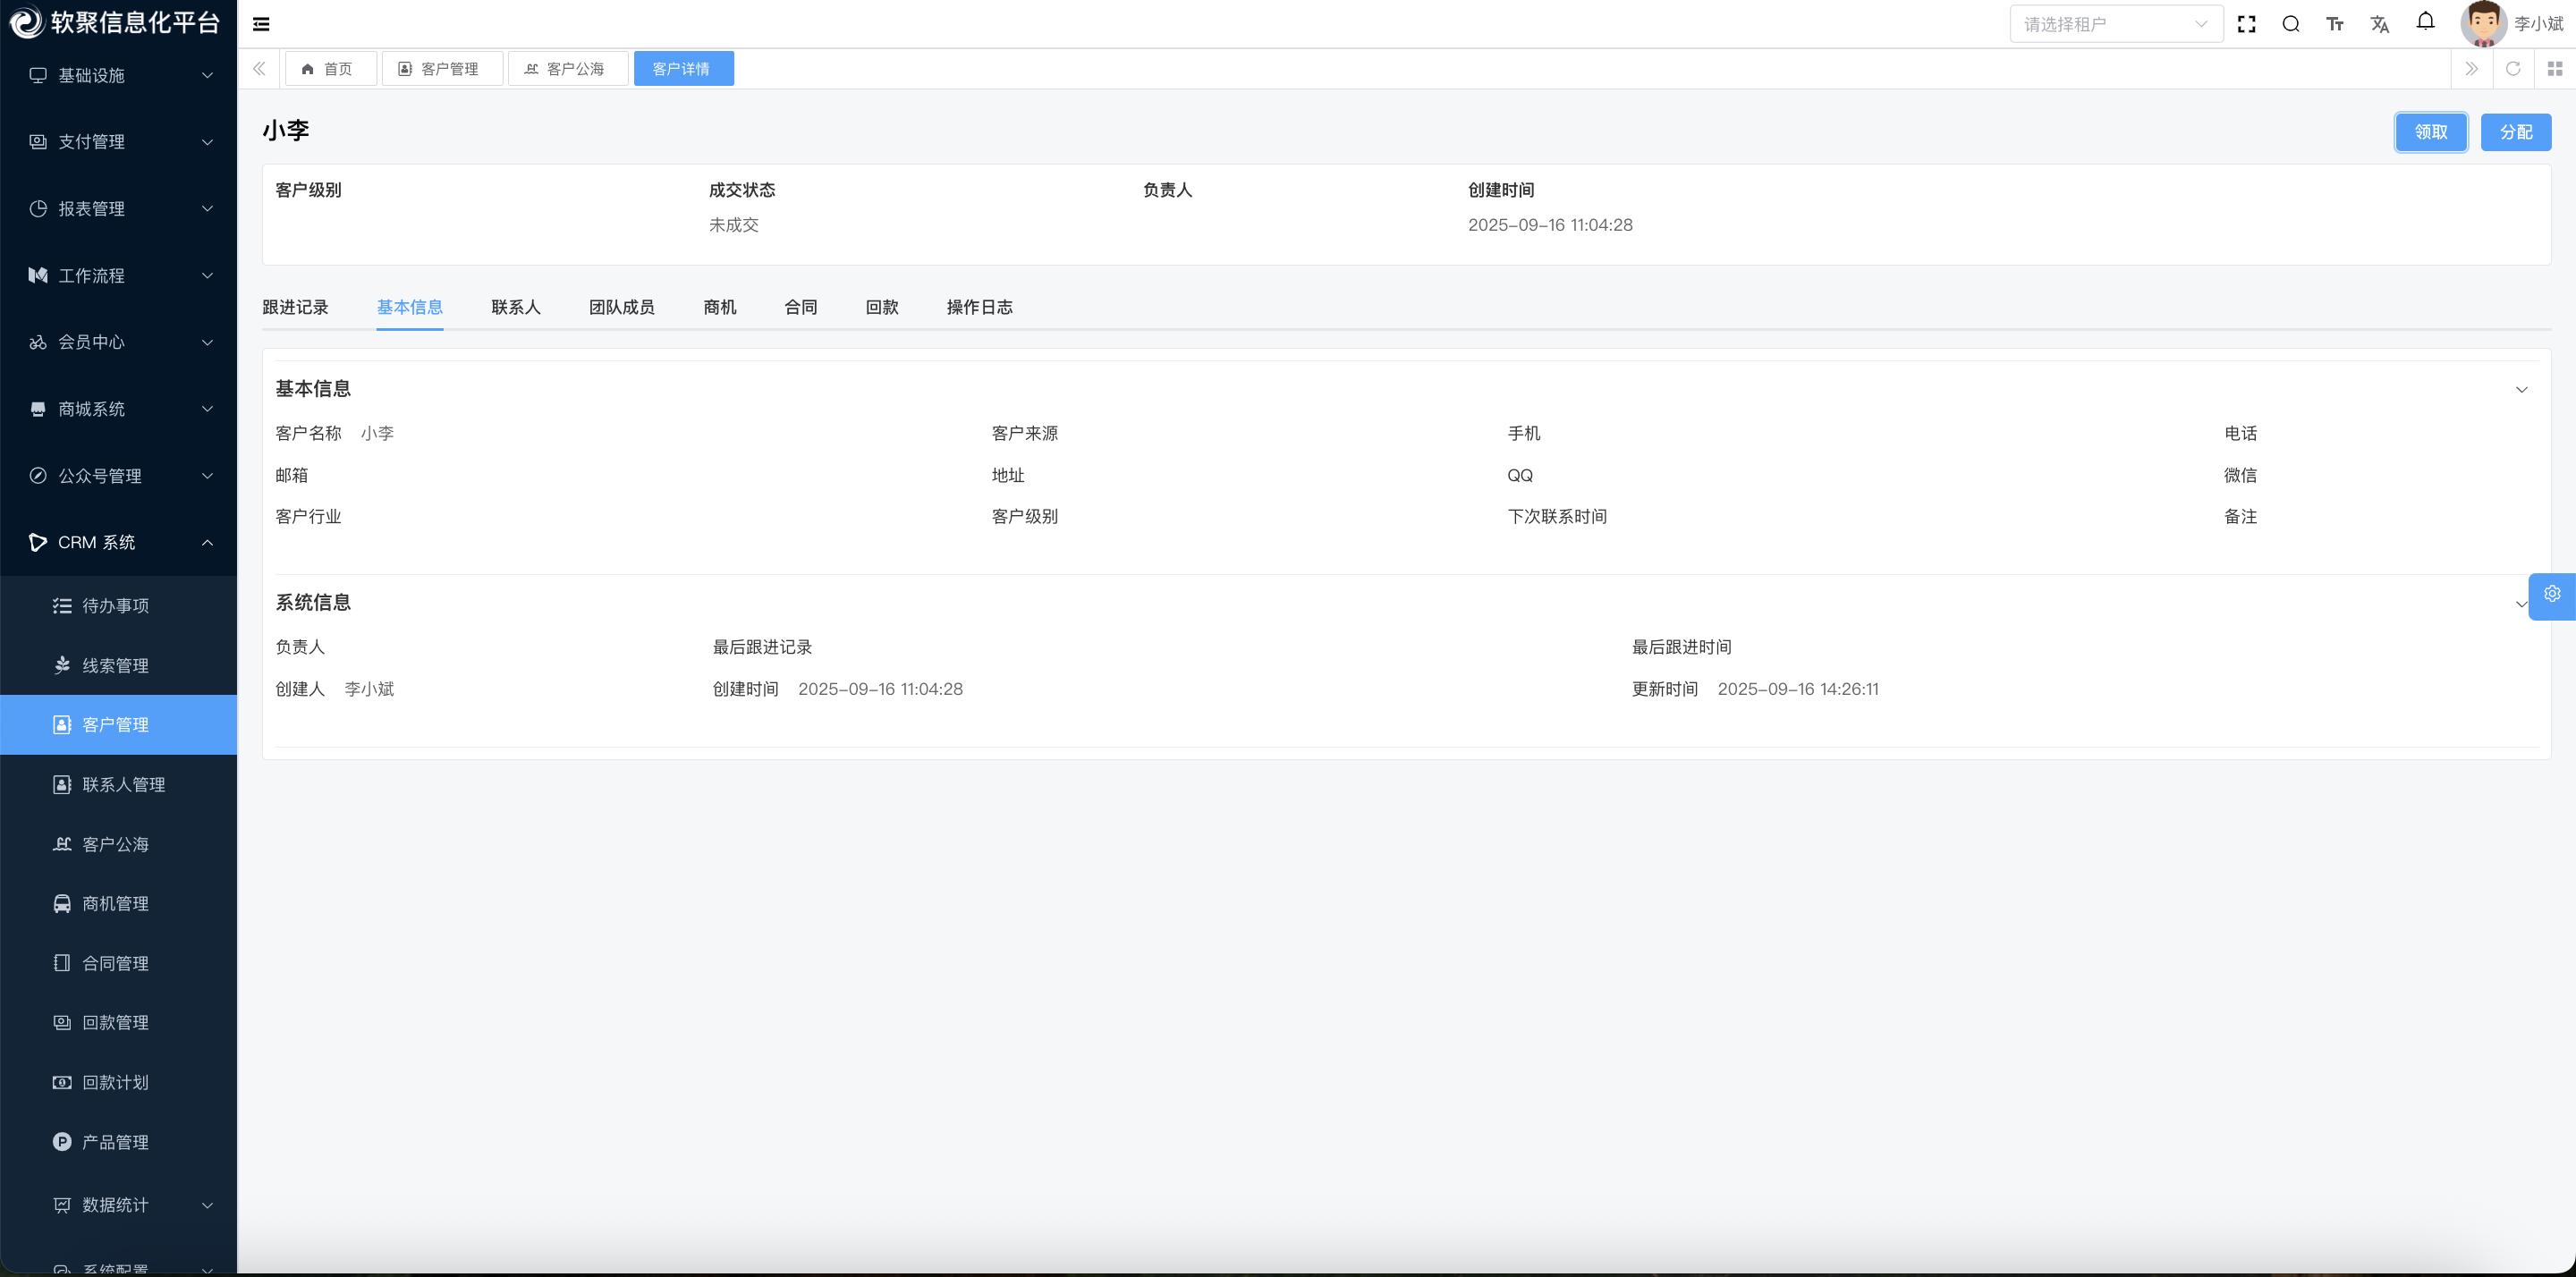 软聚信息化平台
请选择租户
李小斌
首页
客户管理
客户公海
客户详情
基础设施
支付管理
报表管理
工作流程
会员中心
商城系统
公众号管理
CRM 系统
待办事项
线索管理
客户管理
联系人管理
客户公海
商机管理
合同管理
回款管理
回款计划
产品管理
数据统计
系统配置
小李
领取
分配
客户级别 成交状态 负责人 创建时间
未成交 2025-09-16 11:04:28
跟进记录 基本信息 联系人 团队成员 商机 合同 回款 操作日志
基本信息
客户名称 小李 客户来源 手机 电话
邮箱 地址 QQ 微信
客户行业 客户级别 下次联系时间 备注
系统信息
负责人 最后跟进记录 最后跟进时间
创建人 李小斌 创建时间 2025-09-16 11:04:28 更新时间 2025-09-16 14:26:11